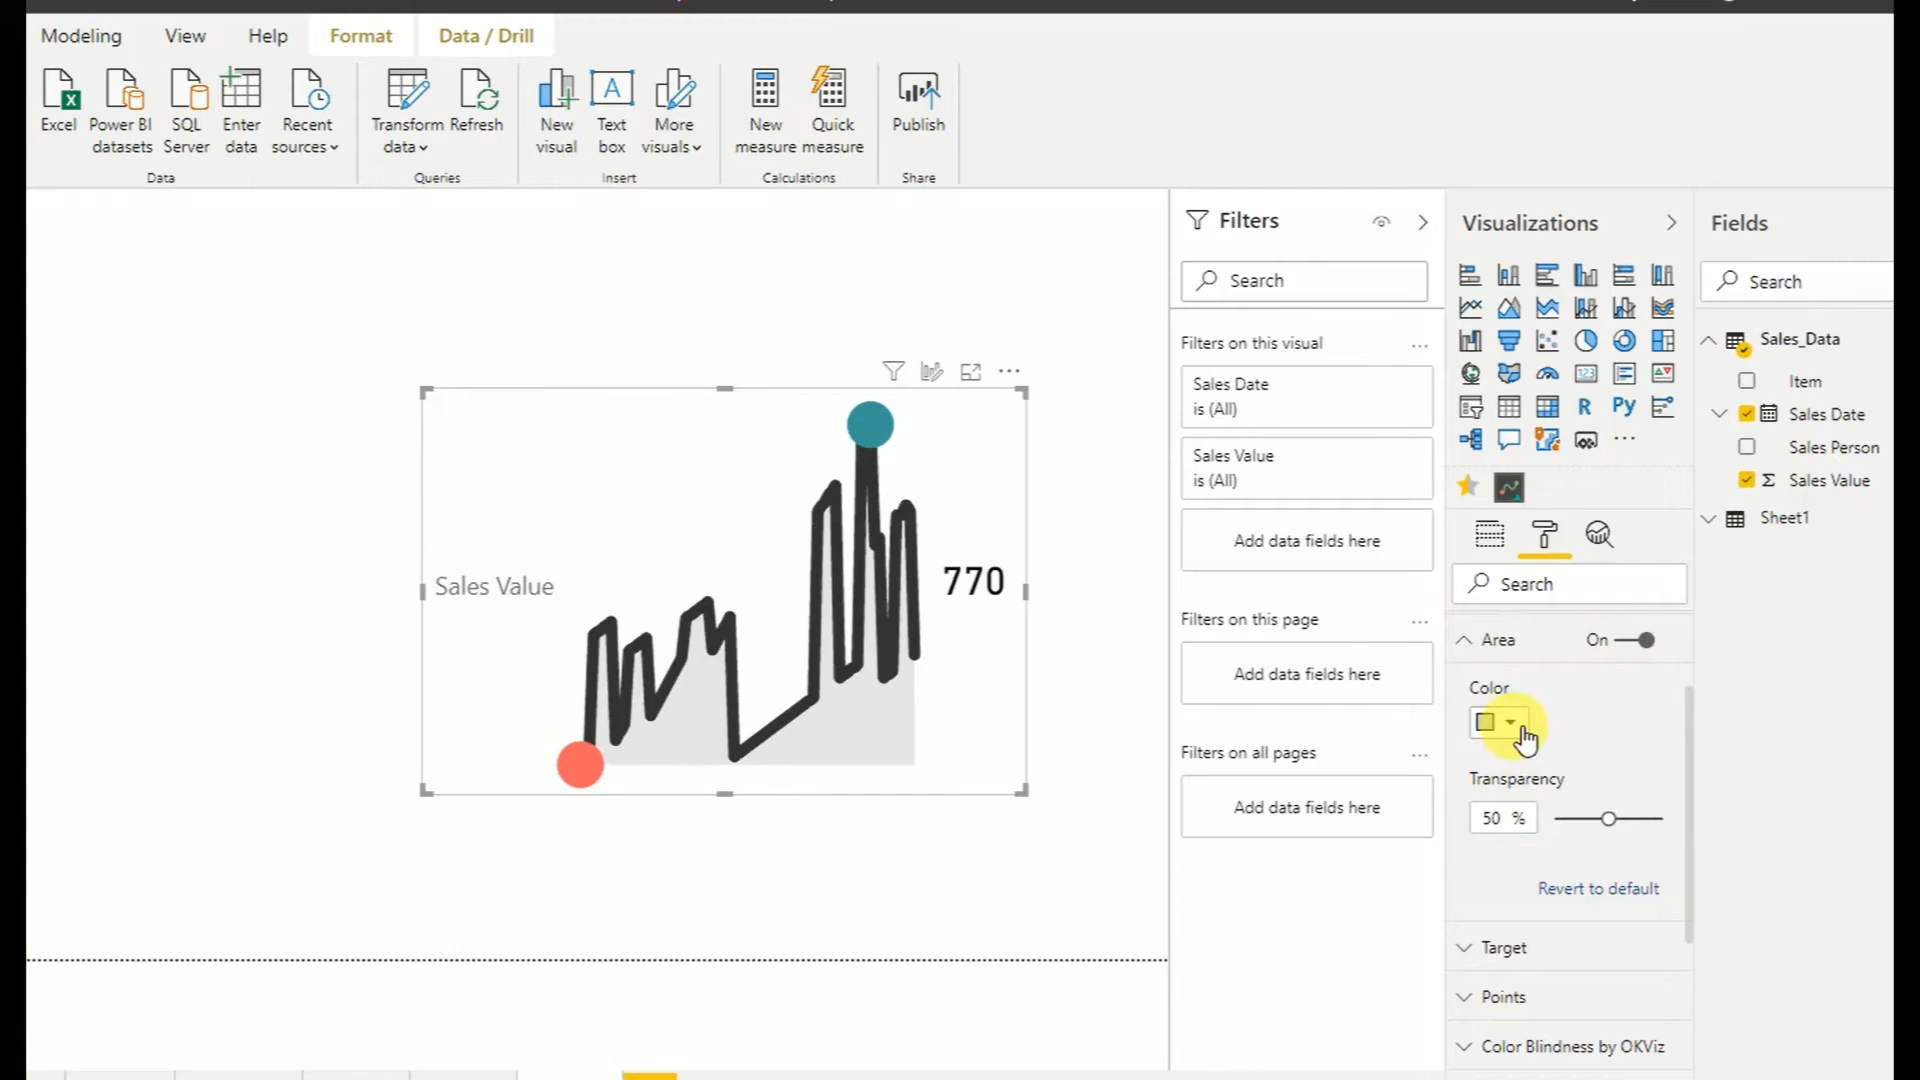 Modeling View Help Format Data / Drill
Excel Power BI datasets SQL Server Enter data Recent sources Transform data Refresh New visual Text box More visuals New measure Quick measure Publish
Data Queries Insert Calculations Share
Sales Value
770
Filters
Search
Filters on this visual
Sales Date
is (All)
Sales Value
is (All)
Add data fields here
Filters on this page
Add data fields here
Filters on all pages
Add data fields here
Visualizations
123
R Py
Search
Area On
Color
Transparency
50 %
Revert to default
Target
Points
Color Blindness by OKViz
Fields
Search
Sales_Data
Item
Sales Date
Sales Person
Σ Sales Value
Sheet1